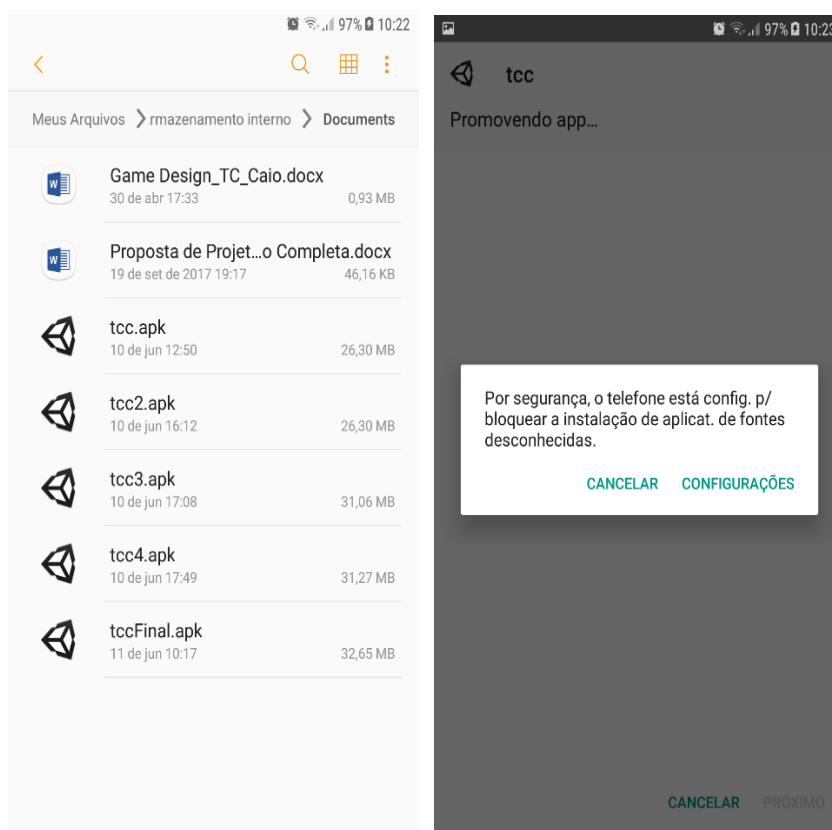 97% 10:22
Meus Arquivos > rmazenamento interno > Documents
Game Design_TC_Caio.docx
30 de abr 17:33 0,93 MB
Proposta de Projet...o Completa.docx
19 de set de 2017 19:17 46,16 KB
tcc.apk
10 de jun 12:50 26,30 MB
tcc2.apk
10 de jun 16:12 26,30 MB
tcc3.apk
10 de jun 17:08 31,06 MB
tcc4.apk
10 de jun 17:49 31,27 MB
tccFinal.apk
11 de jun 10:17 32,65 MB
97% 10:23
tcc
Promovendo app...
Por segurança, o telefone está config. p/
bloquear a instalação de aplicat. de fontes
desconhecidas.
CANCELAR CONFIGURAÇÕES
CANCELAR PRÓXIMO